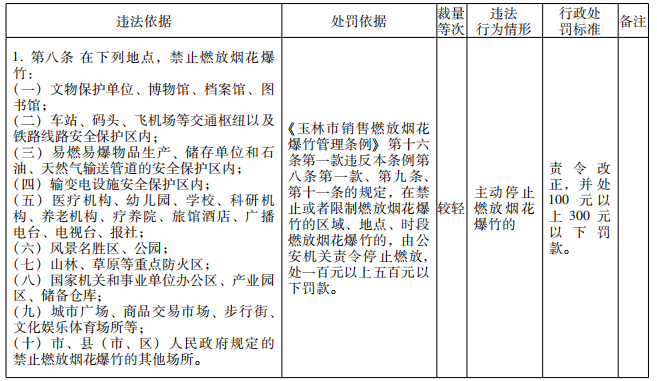 违法依据 处罚依据 裁量等次 违法行为情形 行政处罚标准 备注
1. 第八条 在下列地点，禁止燃放烟花爆
竹：
（一）文物保护单位、博物馆、档案馆、图
书馆；
（二）车站、码头、飞机场等交通枢纽以及
铁路线路安全保护区内；
（三）易燃易爆物品生产、储存单位和石
油、天然气输送管道的安全保护区内；
（四）输变电设施安全保护区内；
（五）医疗机构、幼儿园、学校、科研机
构、养老机构、疗养院、旅馆酒店、广播
电台、电视台、报社；
（六）风景名胜区、公园；
（七）山林、草原等重点防火区；
（八）国家机关和事业单位办公区、产业园
区、储备仓库；
（九）城市广场、商品交易市场、步行街、
文化娱乐体育场所等；
（十）市、县（市、区）人民政府规定的
禁止燃放烟花爆竹的其他场所。
《玉林市销售燃放烟花
爆竹管理条例》第十六
条第一款违反本条例第
八条第一款、第九条、
第十一条的规定，在禁
止或者限制燃放烟花爆
竹的区域、地点、时段
燃放烟花爆竹的，由公
安机关责令停止燃放，
处一百元以上五百元以
下罚款。
较轻
主动停止
燃放烟花
爆竹的
责令改
正，并处
100 元以
上 300 元
以下罚
款。